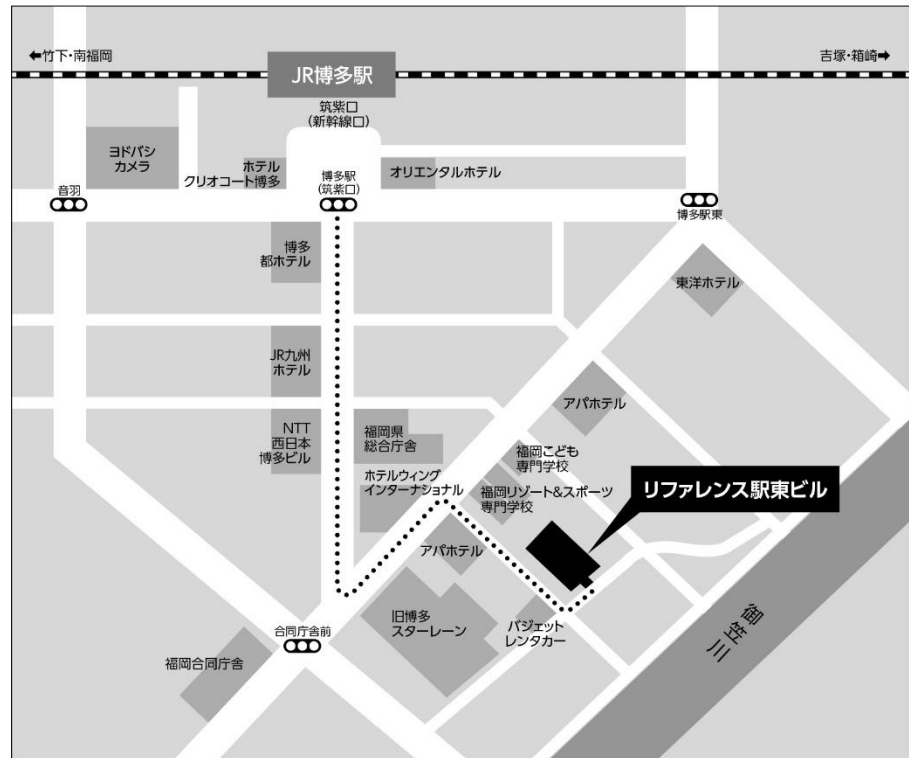 ←竹下・南福岡
吉塚・箱崎→
JR博多駅
筑紫口
(新幹線口)
ヨドバシ
カメラ
ホテル
クリオコート博多
博多駅
(筑紫口)
オリエンタルホテル
音羽
博多駅東
博多
都ホテル
東洋ホテル
JR九州
ホテル
アパホテル
NTT
西日本
博多ビル
福岡県
総合庁舎
福岡こども
専門学校
ホテルウィング
インターナショナル
福岡リゾート&スポーツ
専門学校
リファレンス駅東ビル
アパホテル
旧博多
スターレーン
バジェット
レンタカー
合同庁舎前
福岡合同庁舎
御笠川